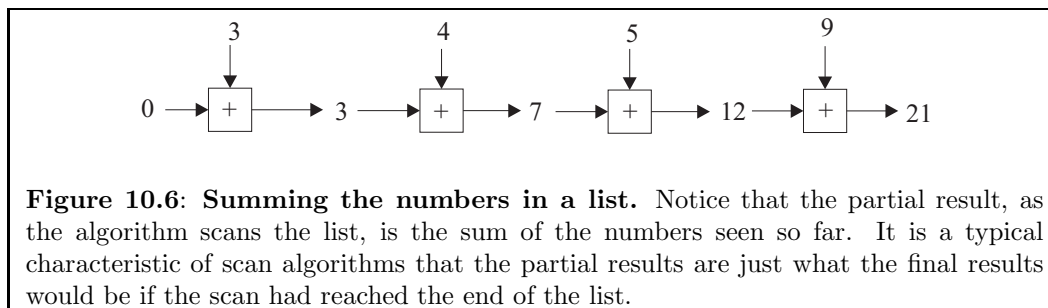 3 4 5 9
0 + 3 + 7 + 12 + 21
Figure 10.6: Summing the numbers in a list. Notice that the partial result, as
the algorithm scans the list, is the sum of the numbers seen so far. It is a typical
characteristic of scan algorithms that the partial results are just what the final results
would be if the scan had reached the end of the list.